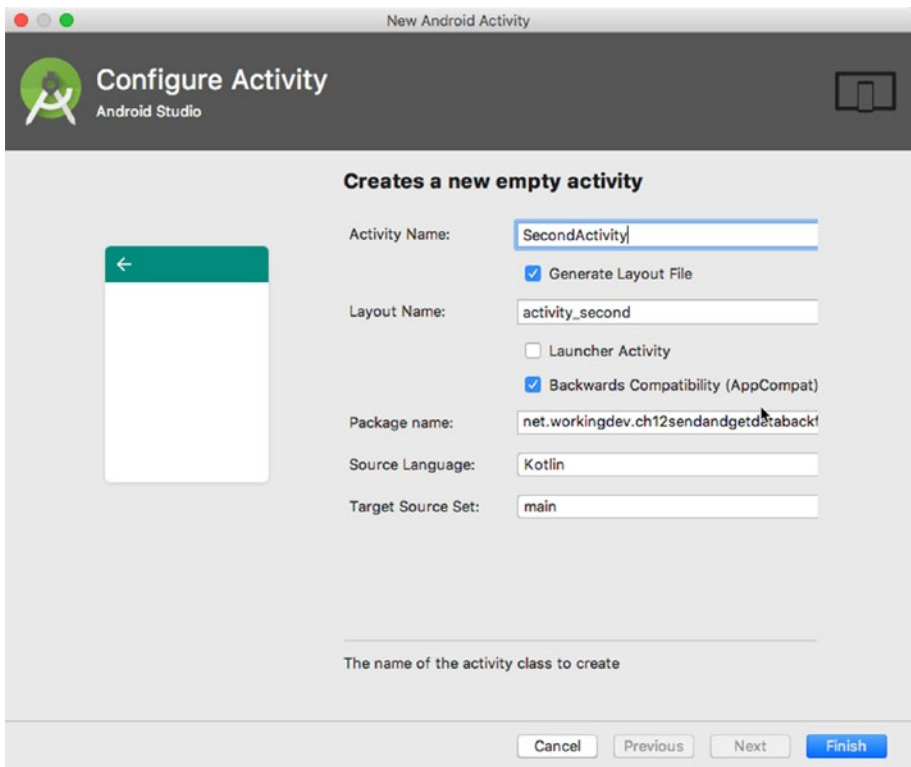 New Android Activity
Configure Activity
Android Studio
Creates a new empty activity
Activity Name: SecondActivity
Generate Layout File
Layout Name: activity_second
Launcher Activity
Backwards Compatibility (AppCompat)
Package name: net.workingdev.ch12sendandgetdatabackf
Source Language: Kotlin
Target Source Set: main
The name of the activity class to create
Cancel Previous Next Finish